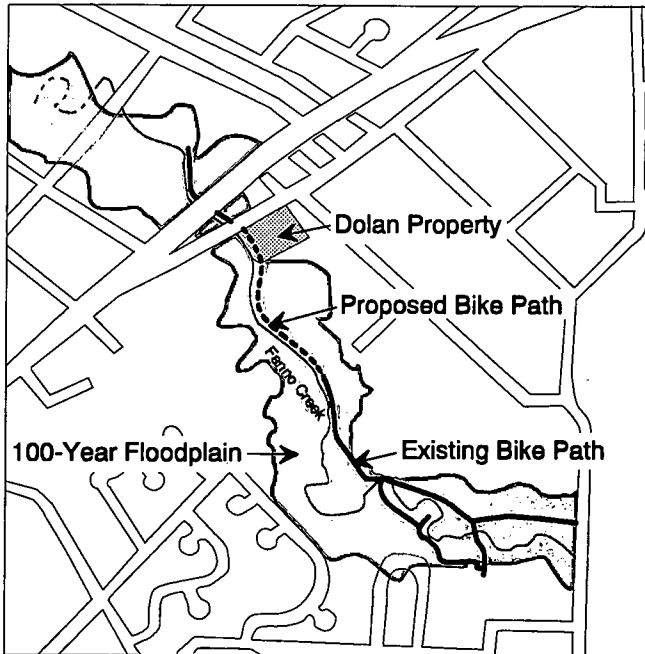 Dolan Property
Proposed Bike Path
Fanno Creek
100-Year Floodplain
Existing Bike Path